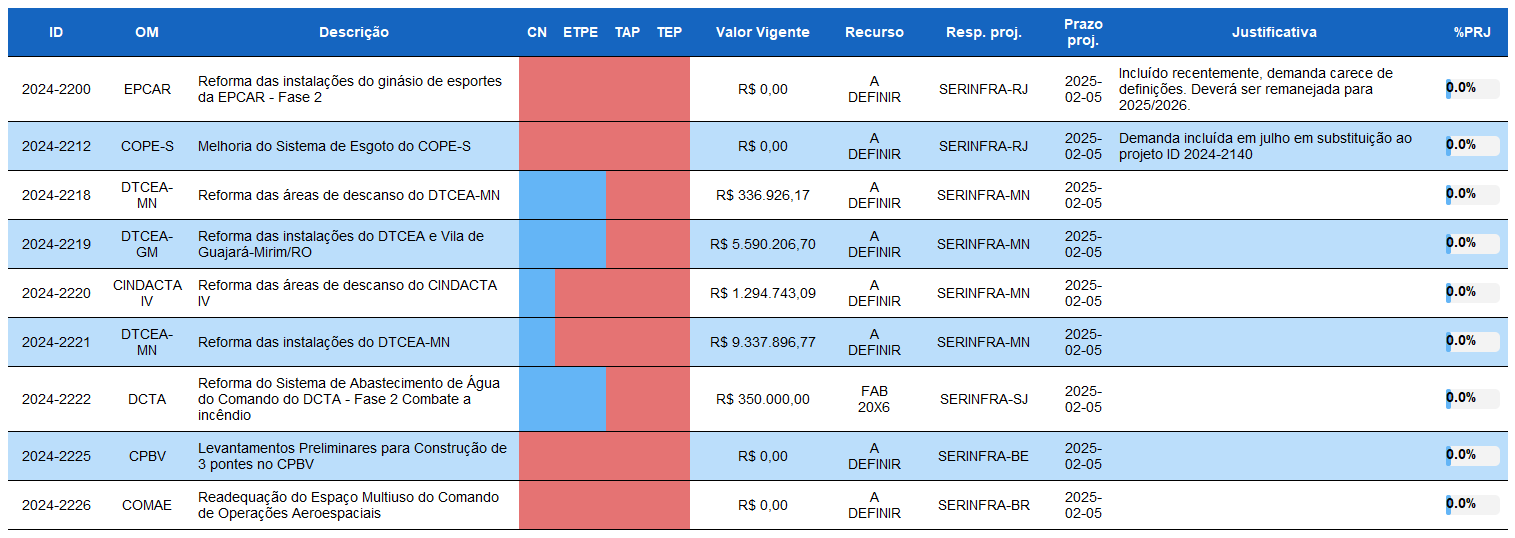 ID OM Descrição CN ETPE TAP TEP Valor Vigente Recurso Resp. proj. Prazo proj. Justificativa %PRJ
2024-2200 EPCAR Reforma das instalações do ginásio de esportes da EPCAR - Fase 2 R$ 0,00 A DEFINIR SERINFRA-RJ 2025-02-05 Incluído recentemente, demanda carece de definições. Deverá ser remanejada para 2025/2026. 0.0%
2024-2212 COPE-S Melhoria do Sistema de Esgoto do COPE-S R$ 0,00 A DEFINIR SERINFRA-RJ 2025-02-05 Demanda incluída em julho em substituição ao projeto ID 2024-2140 0.0%
2024-2218 DTCEA-MN Reforma das áreas de descanso do DTCEA-MN R$ 336.926,17 A DEFINIR SERINFRA-MN 2025-02-05 0.0%
2024-2219 DTCEA-GM Reforma das instalações do DTCEA e Vila de Guajará-Mirim/RO R$ 5.590.206,70 A DEFINIR SERINFRA-MN 2025-02-05 0.0%
2024-2220 CINDACTA IV Reforma das áreas de descanso do CINDACTA IV R$ 1.294.743,09 A DEFINIR SERINFRA-MN 2025-02-05 0.0%
2024-2221 DTCEA-MN Reforma das instalações do DTCEA-MN R$ 9.337.896,77 A DEFINIR SERINFRA-MN 2025-02-05 0.0%
2024-2222 DCTA Reforma do Sistema de Abastecimento de Água do Comando do DCTA - Fase 2 Combate a incêndio R$ 350.000,00 FAB 20X6 SERINFRA-SJ 2025-02-05 0.0%
2024-2225 CPBV Levantamentos Preliminares para Construção de 3 pontes no CPBV R$ 0,00 A DEFINIR SERINFRA-BE 2025-02-05 0.0%
2024-2226 COMAE Readequação do Espaço Multiuso do Comando de Operações Aeroespaciais R$ 0,00 A DEFINIR SERINFRA-BR 2025-02-05 0.0%